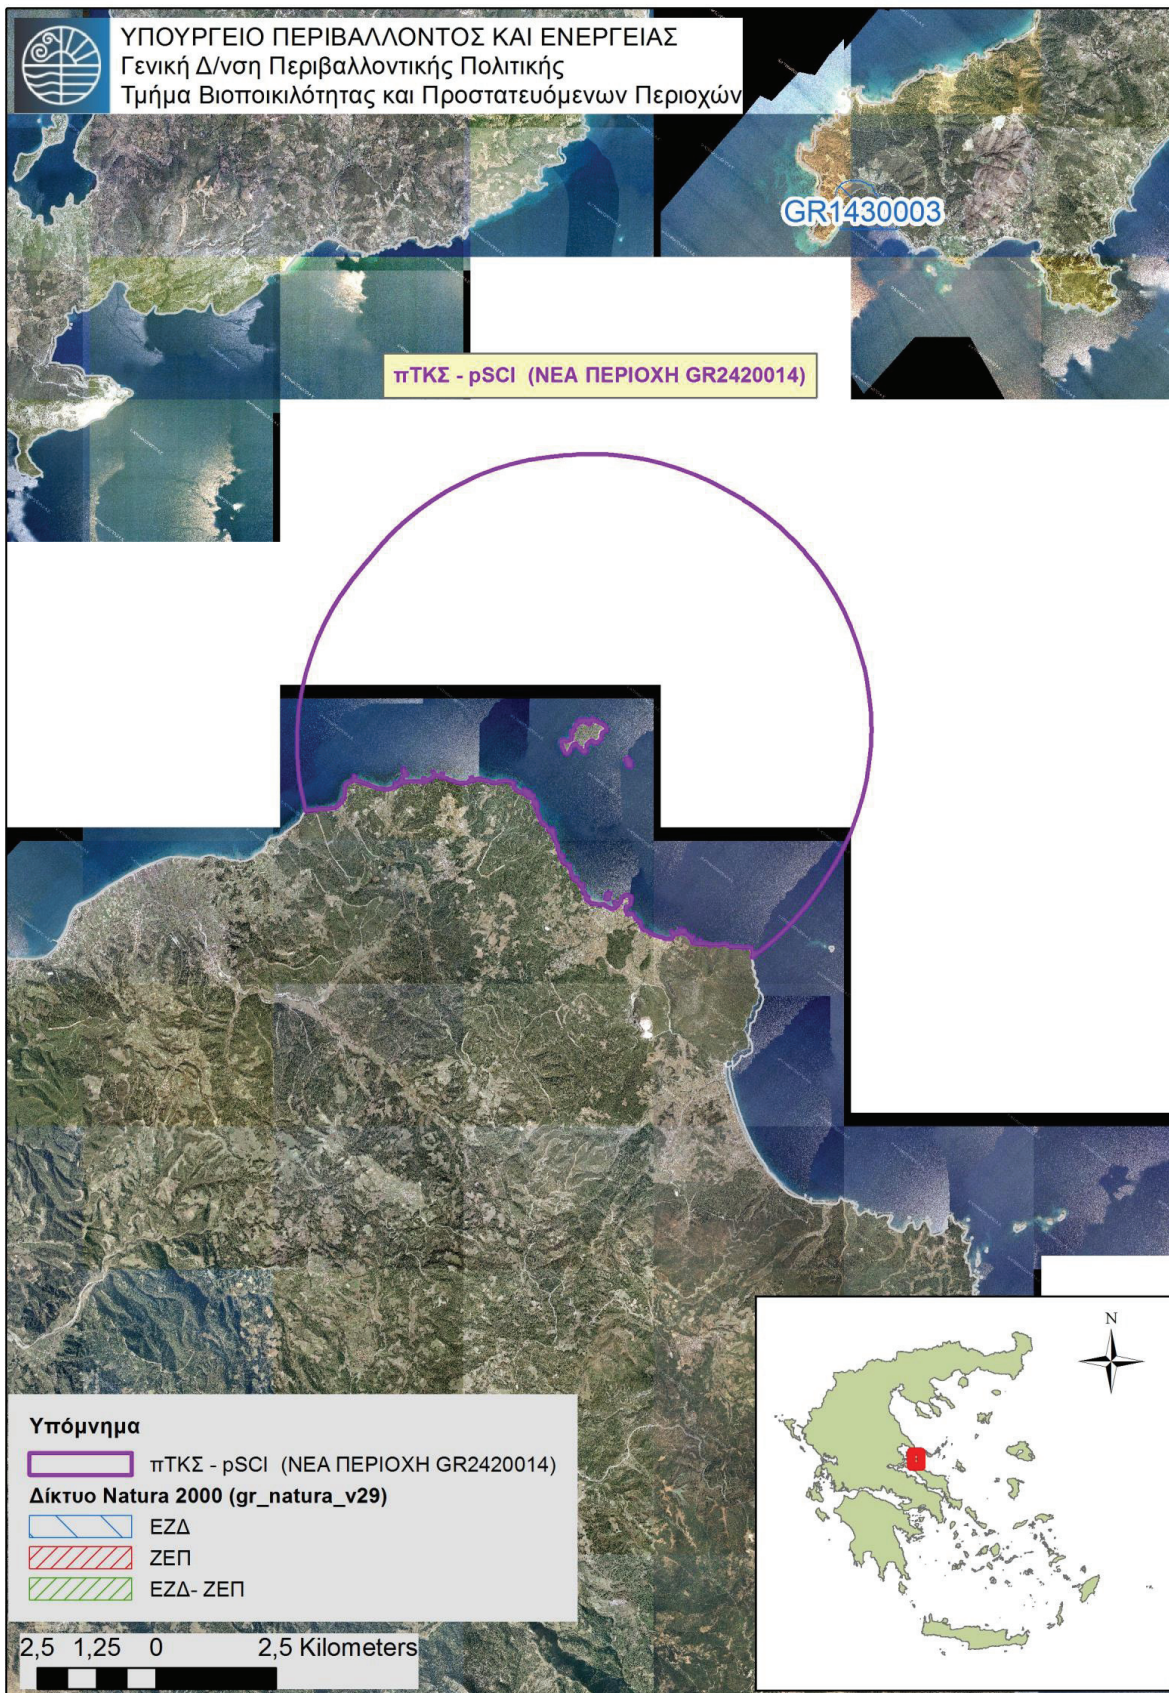 ΥΠΟΥΡΓΕΙΟ ΠΕΡΙΒΑΛΛΟΝΤΟΣ ΚΑΙ ΕΝΕΡΓΕΙΑΣ
Γενική Δ/νση Περιβαλλοντικής Πολιτικής
Τμήμα Βιοποικιλότητας και Προστατευόμενων Περιοχών
GR1430003
πΤΚΣ - pSCI (ΝΕΑ ΠΕΡΙΟΧΗ GR2420014)
N
Υπόμνημα
πΤΚΣ - pSCI (ΝΕΑ ΠΕΡΙΟΧΗ GR2420014)
Δίκτυο Natura 2000 (gr_natura_v29)
ΕΖΔ
ΖΕΠ
ΕΖΔ- ΖΕΠ
2,5 1,25 0 2,5 Kilometers